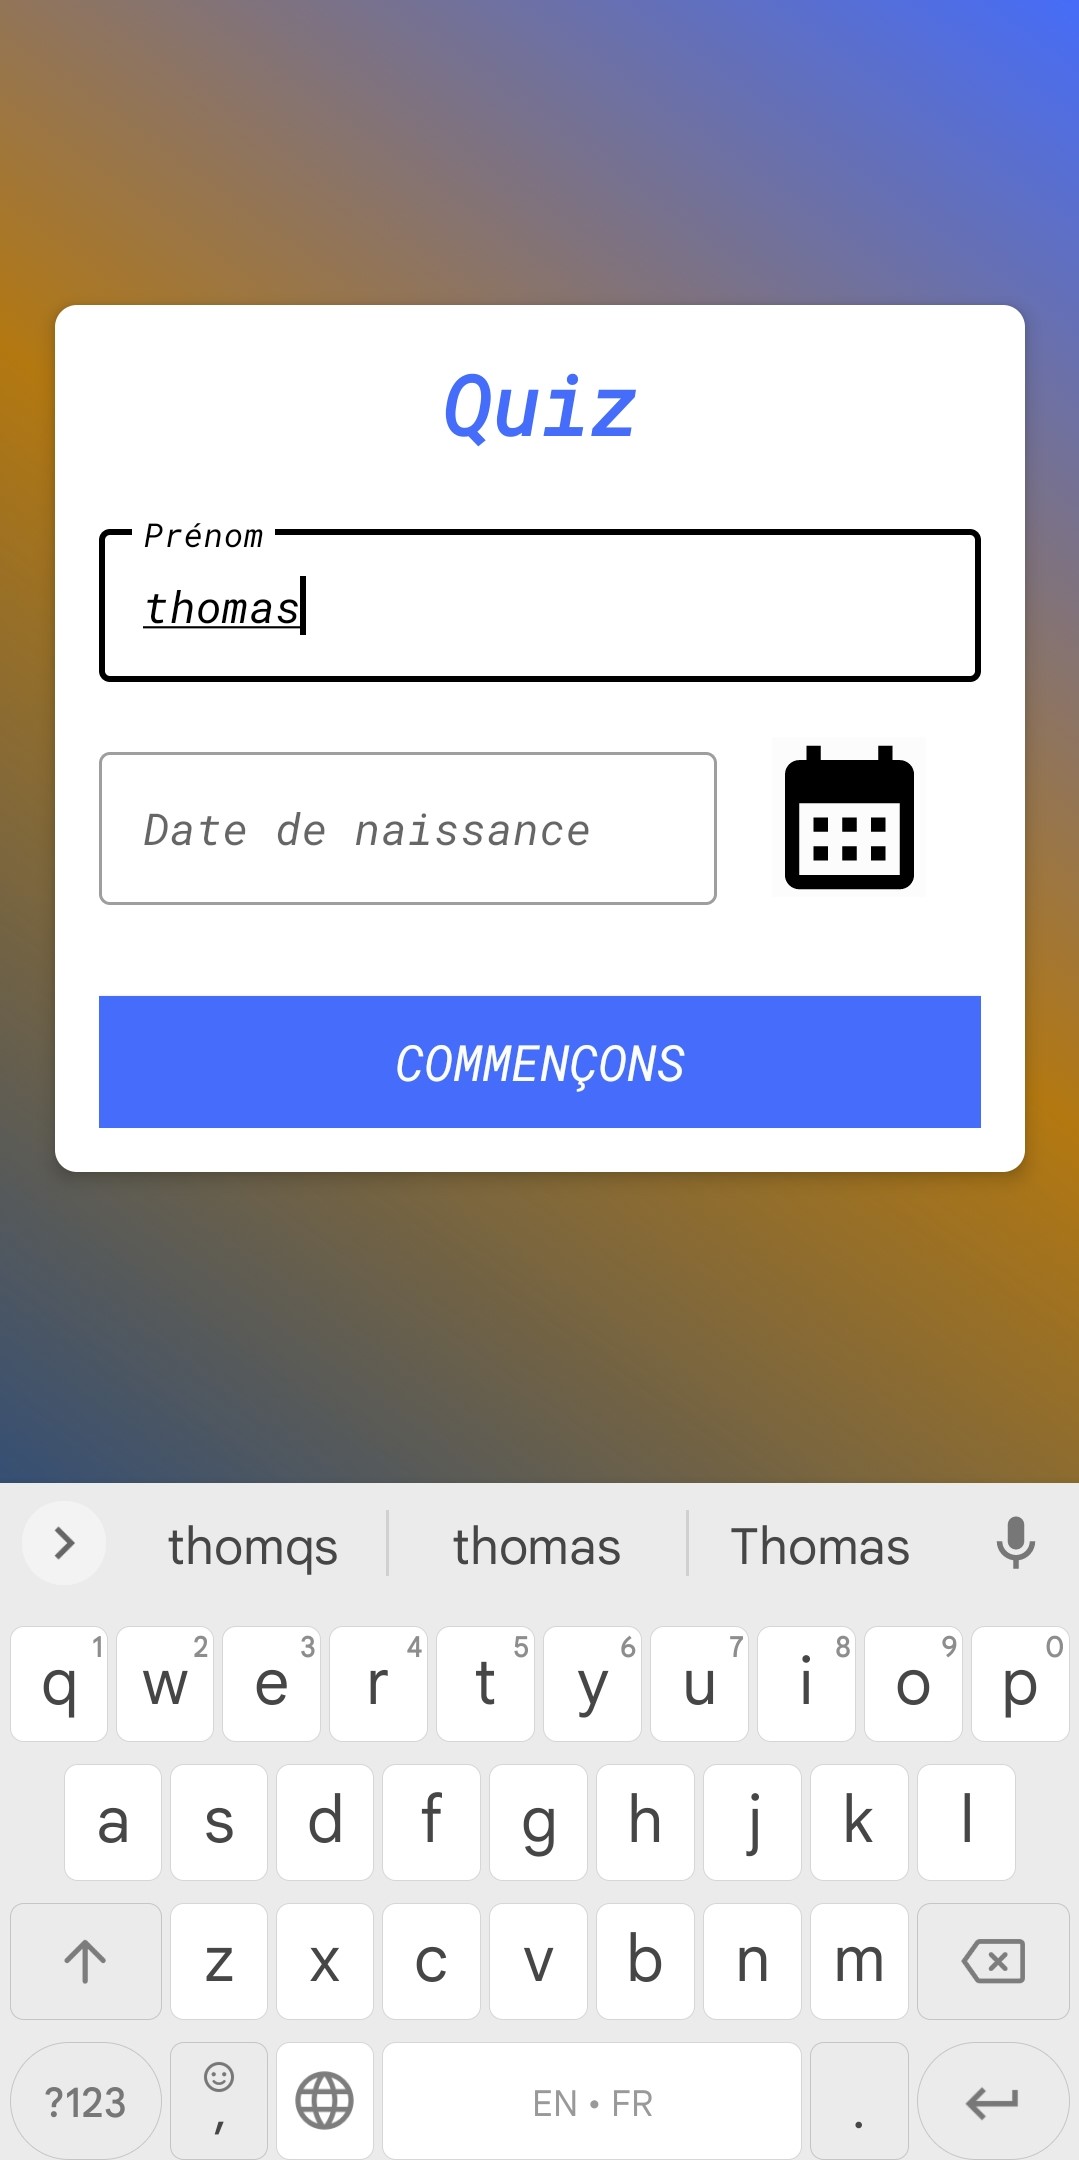 Quiz
Prénom
thomas
Date de naissance
COMMENÇONS
thomqs thomas Thomas
1 2 3 4 5 6 7 8 9 0
q w e r t y u i o p
a s d f g h j k l
z x c v b n m
?123 , EN • FR .